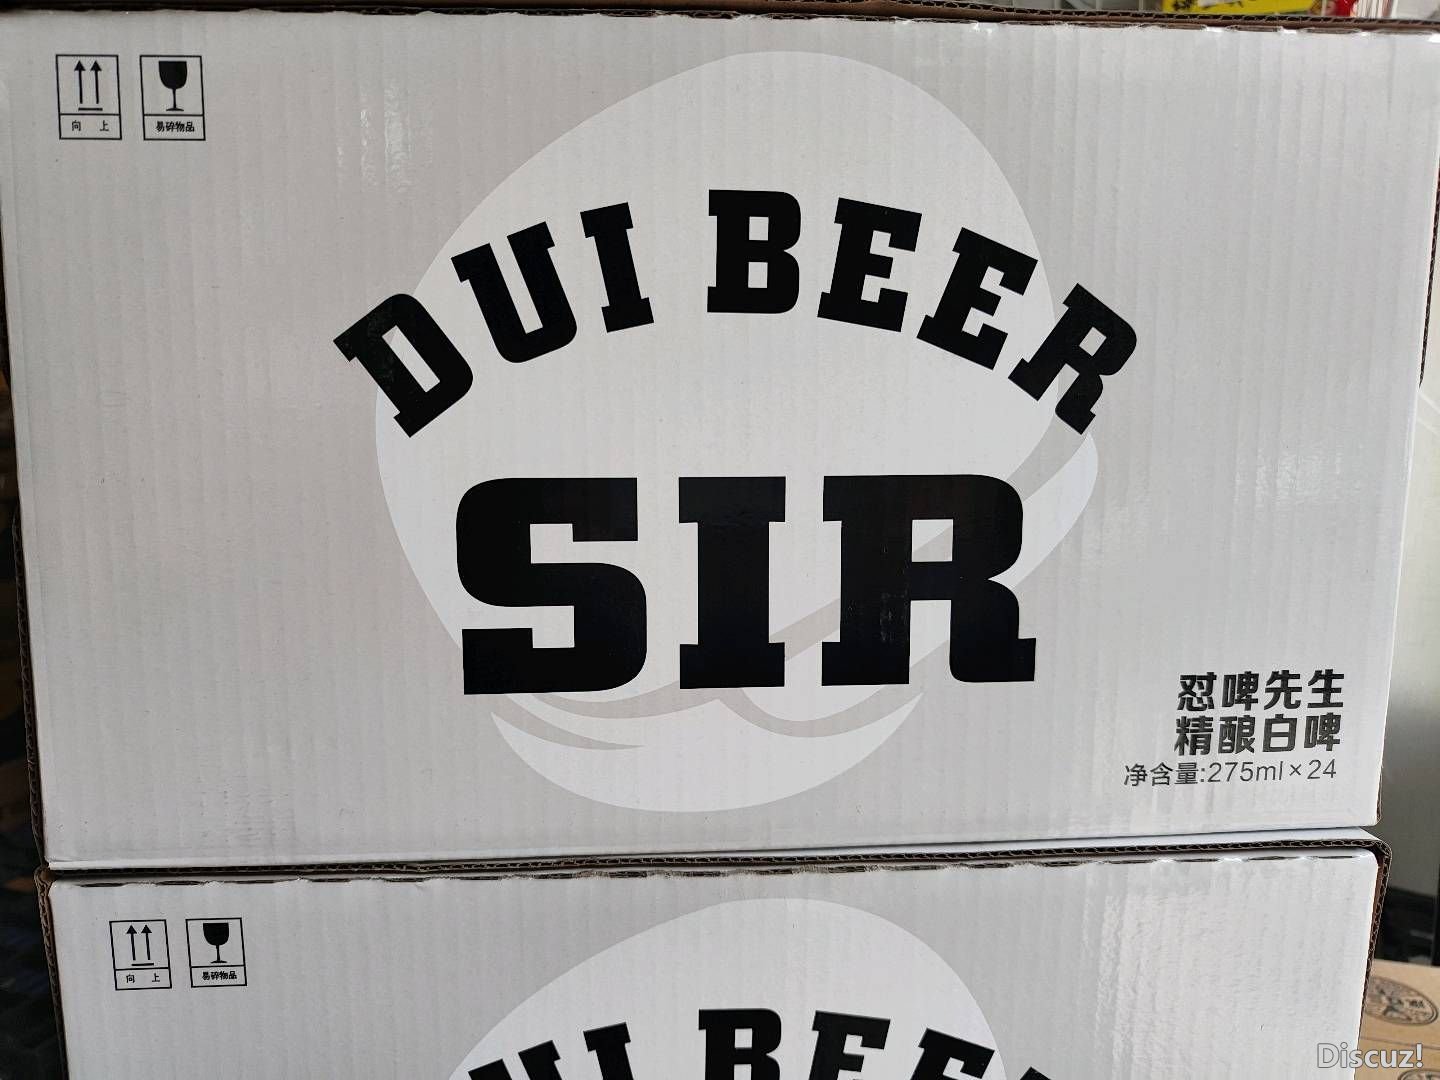 向 上
易碎物品
DUI BEER
SIR
怼啤先生
精酿白啤
净含量:275ml×24
向 上
易碎物品
Discuz!